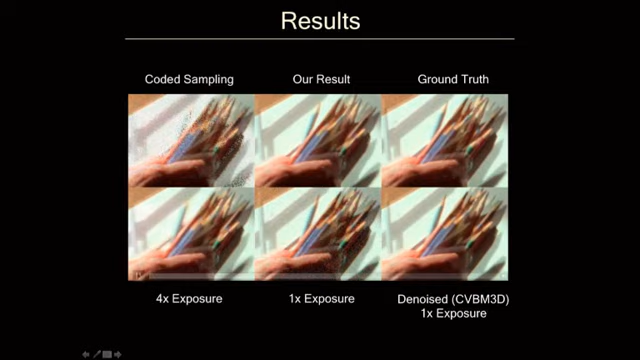 Results
Coded Sampling
Our Result
Ground Truth
4x Exposure
1x Exposure
Denoised (CVBM3D)
1x Exposure